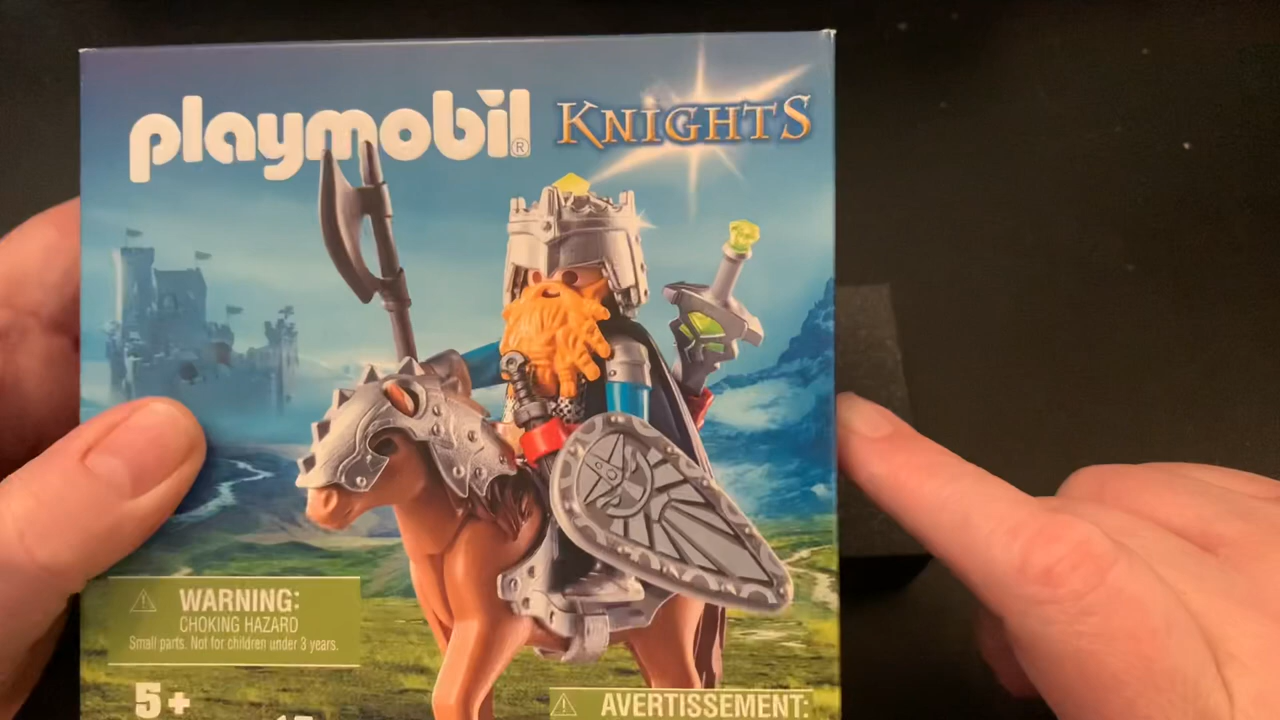 playmobil® KNIGHTS
WARNING:
CHOKING HAZARD
Small parts. Not for children under 3 years.
5+
AVERTISSEMENT: